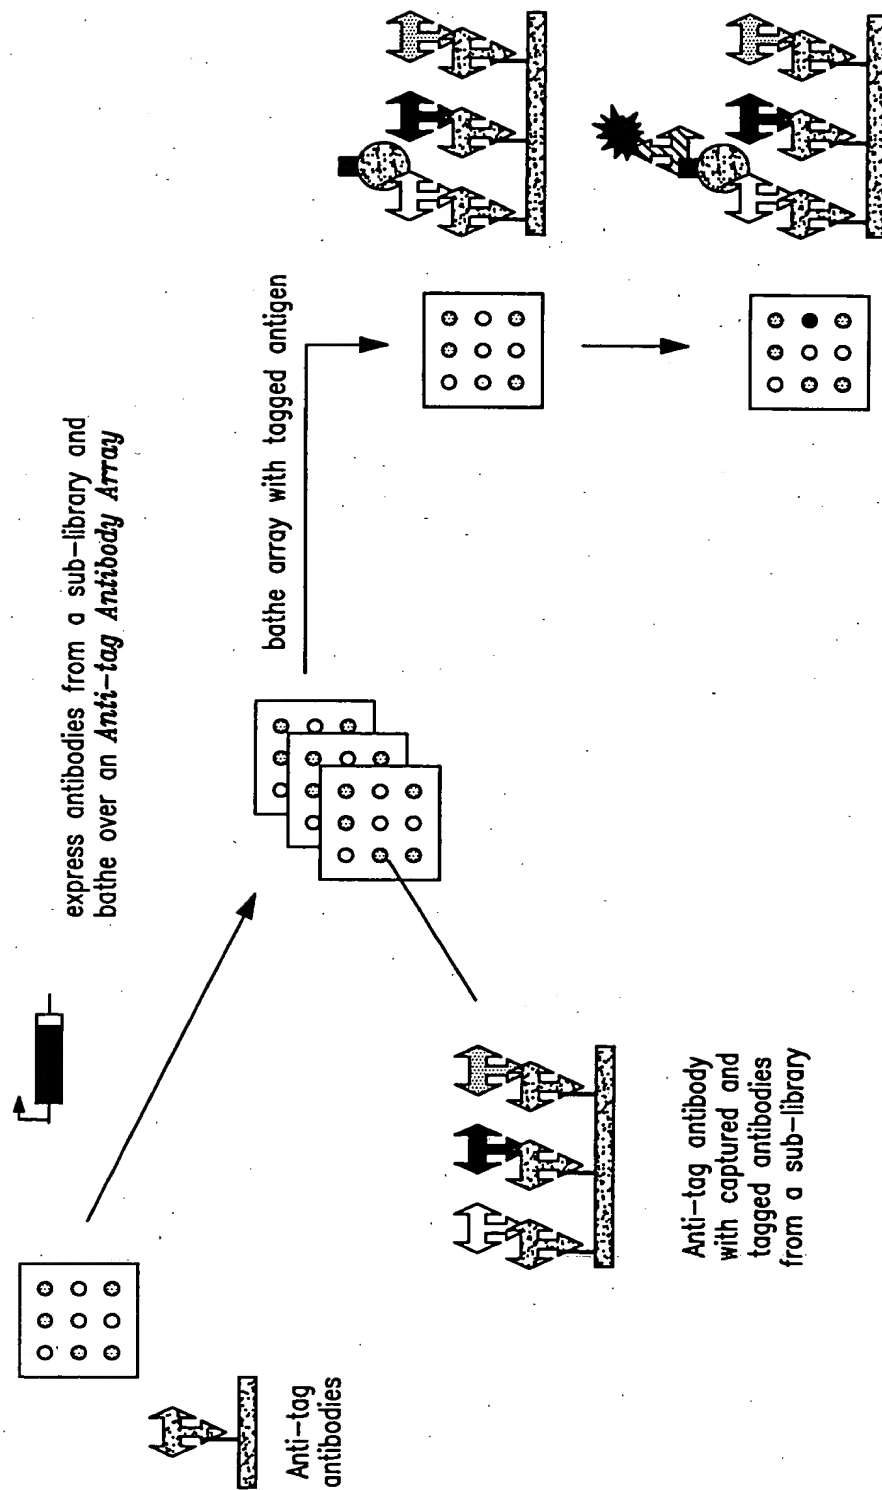 express antibodies from a sub-library and
bathe over an Anti-tag Antibody Array
Anti-tag
antibodies
bathe array with tagged antigen
Anti-tag antibody
with captured and
tagged antibodies
from a sub-library